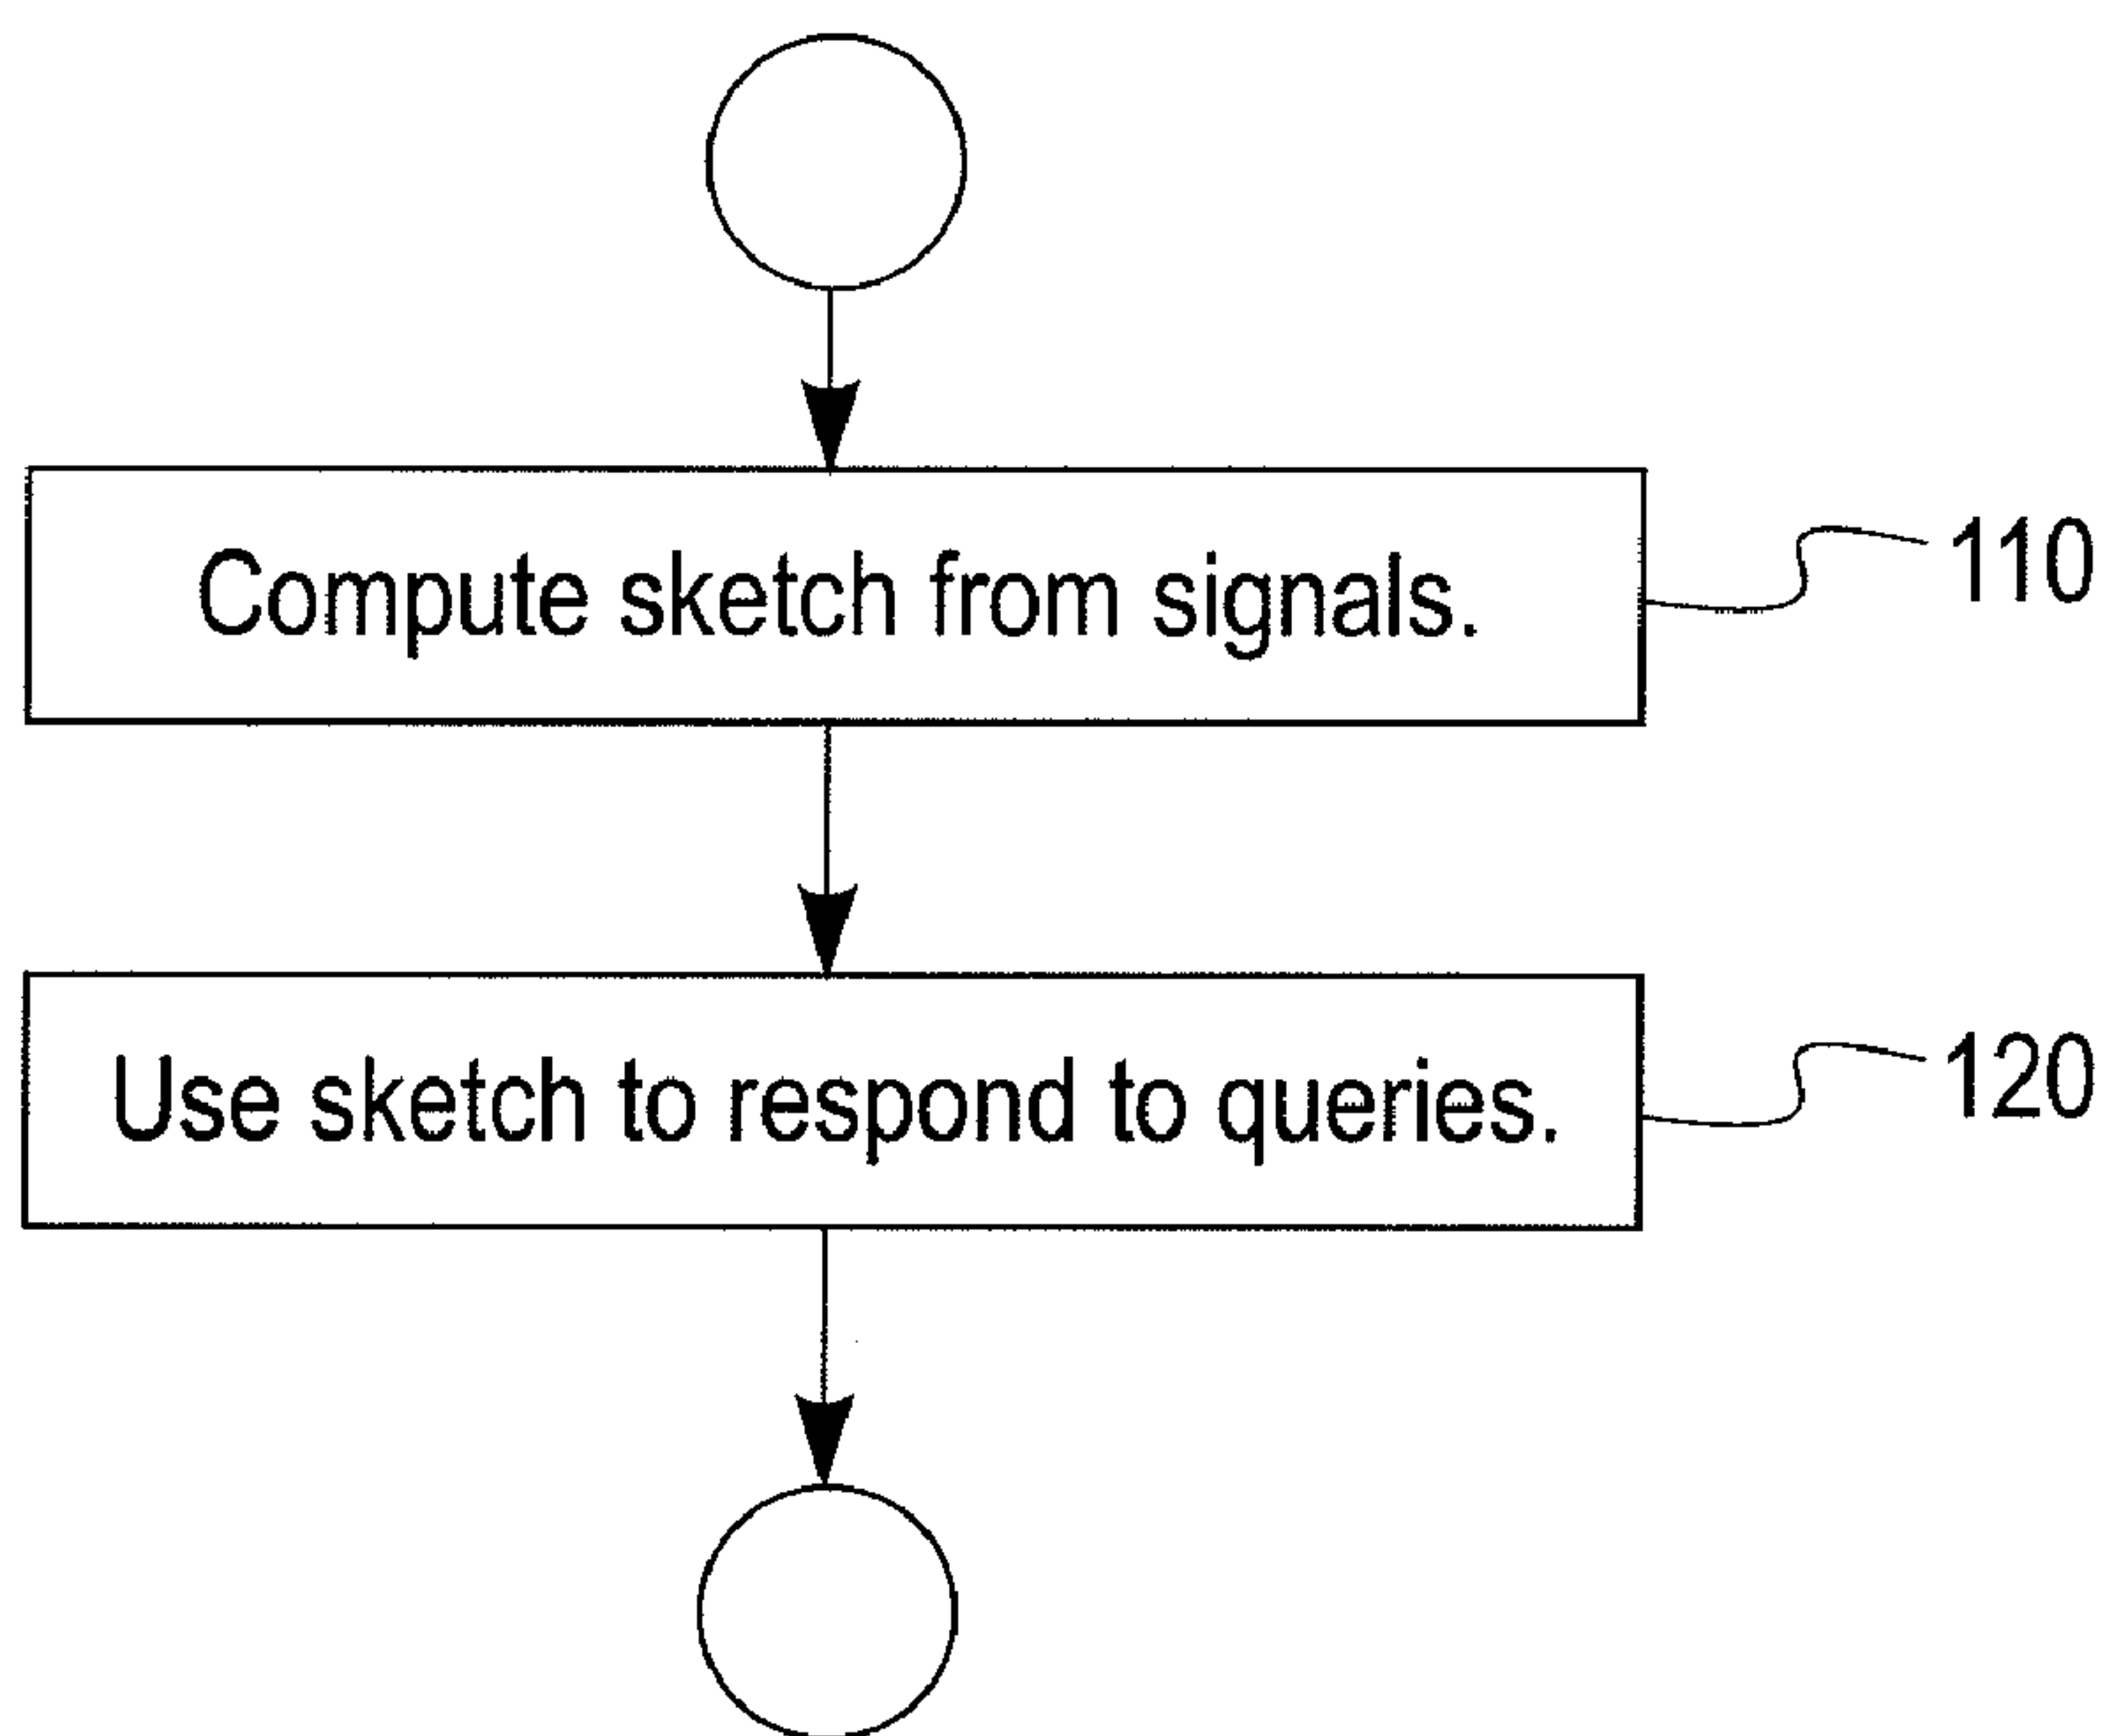 Compute sketch from signals.
110
Use sketch to respond to queries.
120